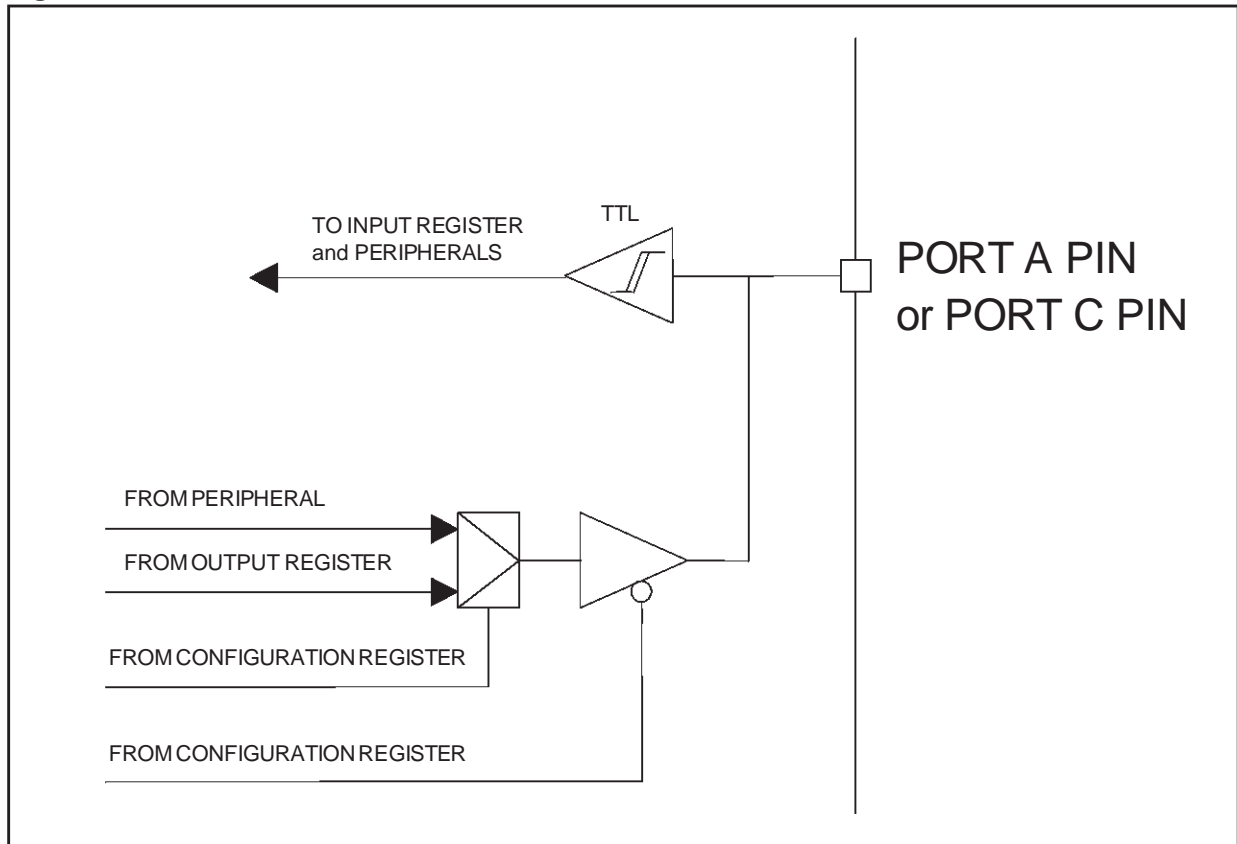 TTL
TO INPUT REGISTER
and PERIPHERALS
PORT A PIN
or PORT C PIN
FROM PERIPHERAL
FROM OUTPUT REGISTER
FROM CONFIGURATION REGISTER
FROM CONFIGURATION REGISTER